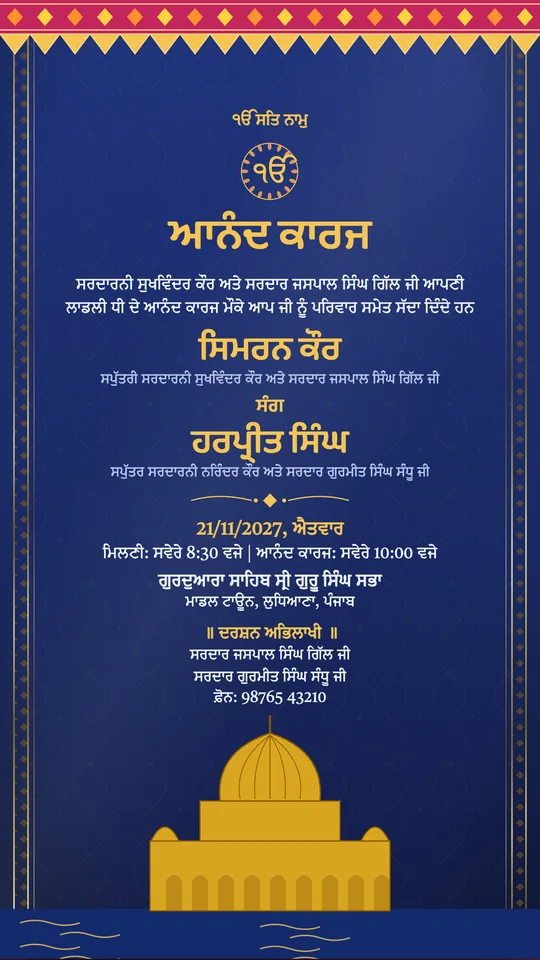 ੴ ਸਤਿ ਨਾਮੁ
ੴ
ਆਨੰਦ ਕਾਰਜ
ਸਰਦਾਰਨੀ ਸੁਖਵਿੰਦਰ ਕੌਰ ਅਤੇ ਸਰਦਾਰ ਜਸਪਾਲ ਸਿੰਘ ਗਿੱਲ ਜੀ ਆਪਣੀ
ਲਾਡਲੀ ਧੀ ਦੇ ਆਨੰਦ ਕਾਰਜ ਮੌਕੇ ਆਪ ਜੀ ਨੂੰ ਪਰਿਵਾਰ ਸਮੇਤ ਸੱਦਾ ਦਿੰਦੇ ਹਨ
ਸਿਮਰਨ ਕੌਰ
ਸਪੁੱਤਰੀ ਸਰਦਾਰਨੀ ਸੁਖਵਿੰਦਰ ਕੌਰ ਅਤੇ ਸਰਦਾਰ ਜਸਪਾਲ ਸਿੰਘ ਗਿੱਲ ਜੀ
ਸੰਗ
ਹਰਪ੍ਰੀਤ ਸਿੰਘ
ਸਪੁੱਤਰ ਸਰਦਾਰਨੀ ਨਰਿੰਦਰ ਕੌਰ ਅਤੇ ਸਰਦਾਰ ਗੁਰਮੀਤ ਸਿੰਘ ਸੰਧੂ ਜੀ
21/11/2027, ਐਤਵਾਰ
ਮਿਲਣੀ: ਸਵੇਰੇ 8:30 ਵਜੇ | ਆਨੰਦ ਕਾਰਜ: ਸਵੇਰੇ 10:00 ਵਜੇ
ਗੁਰਦੁਆਰਾ ਸਾਹਿਬ ਸ੍ਰੀ ਗੁਰੂ ਸਿੰਘ ਸਭਾ
ਮਾਡਲ ਟਾਊਨ, ਲੁਧਿਆਣਾ, ਪੰਜਾਬ
॥ ਦਰਸ਼ਨ ਅਭਿਲਾਖੀ ॥
ਸਰਦਾਰ ਜਸਪਾਲ ਸਿੰਘ ਗਿੱਲ ਜੀ
ਸਰਦਾਰ ਗੁਰਮੀਤ ਸਿੰਘ ਸੰਧੂ ਜੀ
ਫ਼ੋਨ: 98765 43210